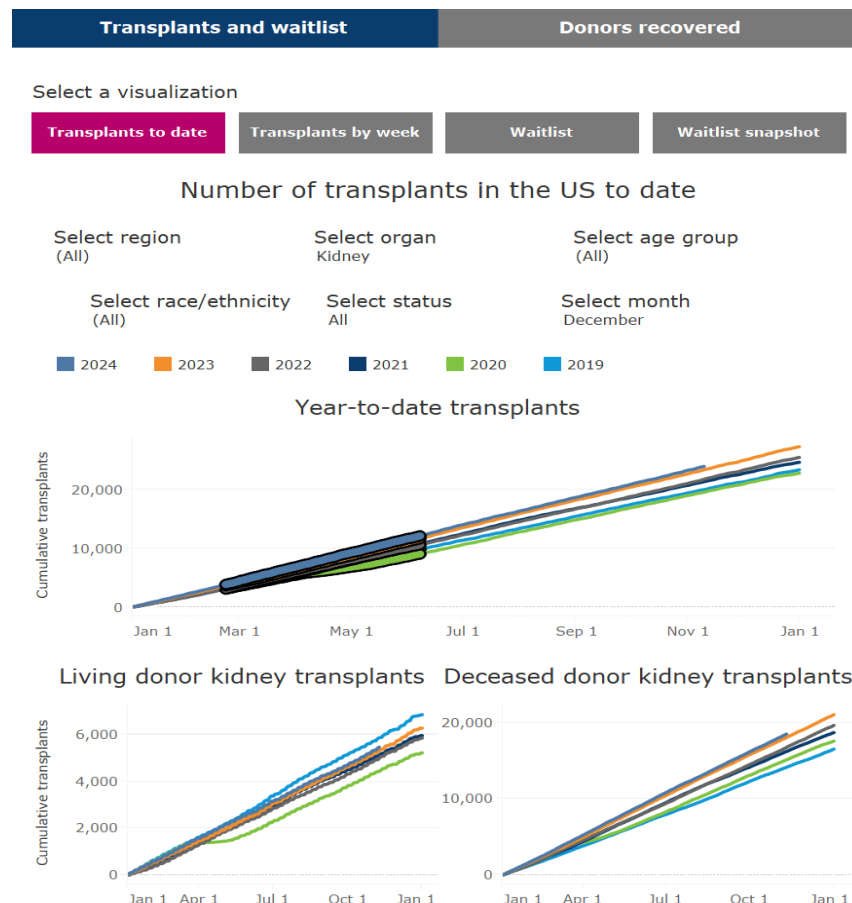 Transplants and waitlist Donors recovered
Select a visualization
Transplants to date Transplants by week Waitlist Waitlist snapshot
Number of transplants in the US to date
Select region Select organ Select age group
(All) Kidney (All)
Select race/ethnicity Select status Select month
(All) All December
2024 2023 2022 2021 2020 2019
Year-to-date transplants
Cumulative transplants
20,000
10,000
0
Jan 1 Mar 1 May 1 Jul 1 Sep 1 Nov 1 Jan 1
Living donor kidney transplants Deceased donor kidney transplants
Cumulative transplants
6,000 20,000
4,000
10,000
2,000
0 0
Jan 1 Apr 1 Jul 1 Oct 1 Jan 1 Jan 1 Apr 1 Jul 1 Oct 1 Jan 1